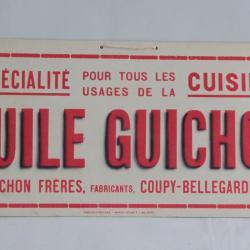 ÉCIALITÉ POUR TOUS LES USAGES DE LA CUISI
UILE GUICHO
CHON FRÈRES, FABRICANTS, COUPY-BELLEGARD